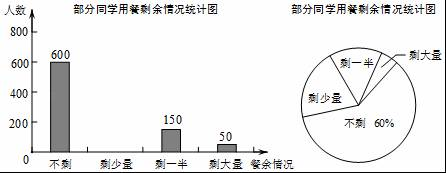 部分同学用餐剩余情况统计图
人数
800
600
400
200
0
600
150
50
不剩
剩少量
剩一半
剩大量
餐余情况
部分同学用餐剩余情况统计图
剩大量
剩一半
剩少量
不剩 60%